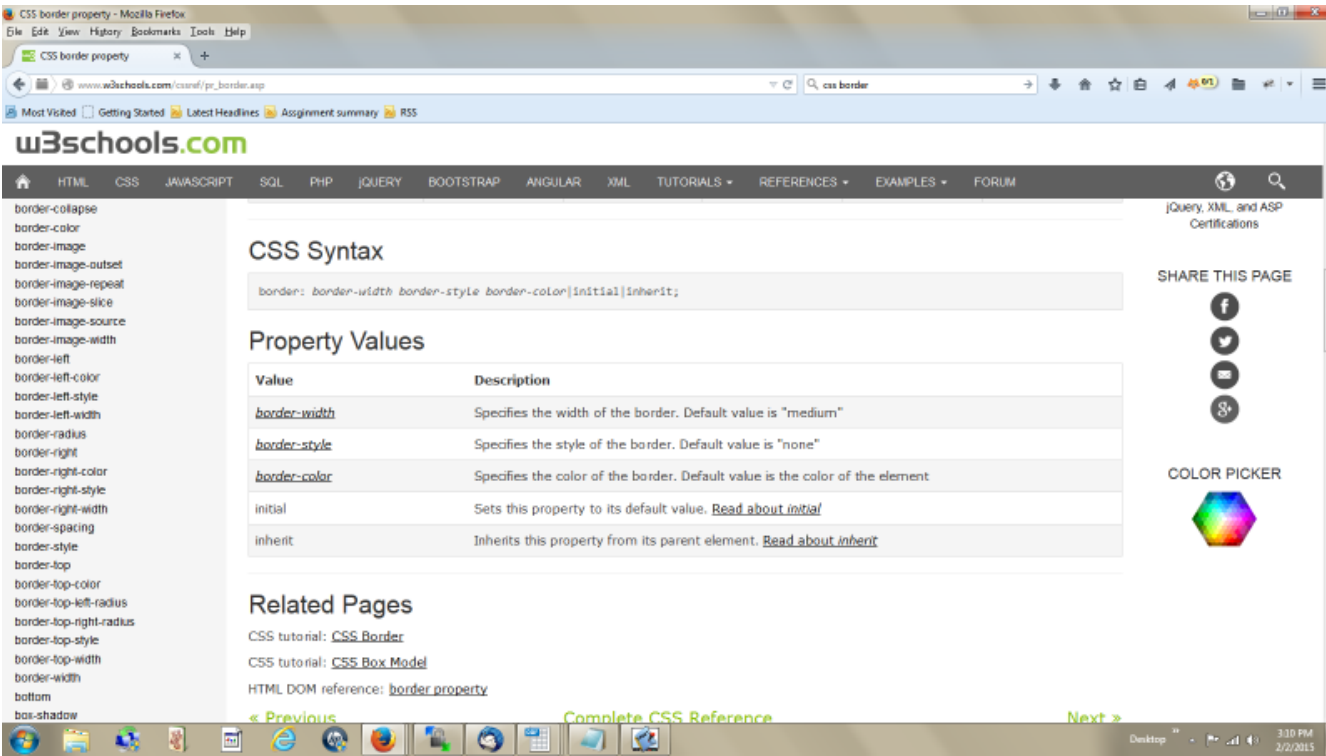 CSS border property - Mozilla Firefox
File Edit View History Bookmarks Tools Help
CSS border property × +
www.w3schools.com/cssref/pr_border.asp
css border
Most Visited Getting Started Latest Headlines Assginment summary RSS
w3schools.com
HTML CSS JAVASCRIPT SQL PHP jQUERY BOOTSTRAP ANGULAR XML TUTORIALS REFERENCES EXAMPLES FORUM
border-collapse
border-color
border-image
border-image-outset
border-image-repeat
border-image-slice
border-image-source
border-image-width
border-left
border-left-color
border-left-style
border-left-width
border-radius
border-right
border-right-color
border-right-style
border-right-width
border-spacing
border-style
border-top
border-top-color
border-top-left-radius
border-top-right-radius
border-top-style
border-top-width
border-width
bottom
box-shadow
CSS Syntax
border: border-width border-style border-color|initial|inherit;
Property Values
Value Description
border-width Specifies the width of the border. Default value is "medium"
border-style Specifies the style of the border. Default value is "none"
border-color Specifies the color of the border. Default value is the color of the element
initial Sets this property to its default value. Read about initial
inherit Inherits this property from its parent element. Read about inherit
Related Pages
CSS tutorial: CSS Border
CSS tutorial: CSS Box Model
HTML DOM reference: border property
« Previous Complete CSS Reference Next »
jQuery, XML, and ASP
Certifications
SHARE THIS PAGE
COLOR PICKER
Desktop
3:10 PM
2/2/2015